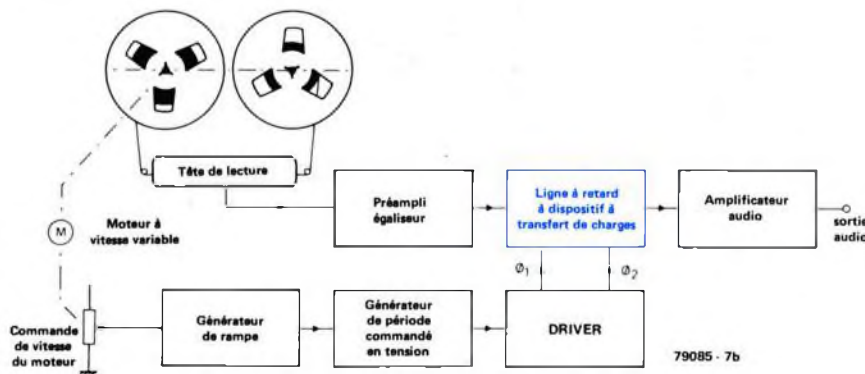 Tête de lecture
Préampli
égaliseur
Ligne à retard
à dispositif à
transfert de charges
Amplificateur
audio
sortie
audio
M
Moteur à
vitesse variable
Ø1
Ø2
Commande
de vitesse
du moteur
Générateur
de rampe
Générateur
de période
commandé
en tension
DRIVER
79085 - 7b